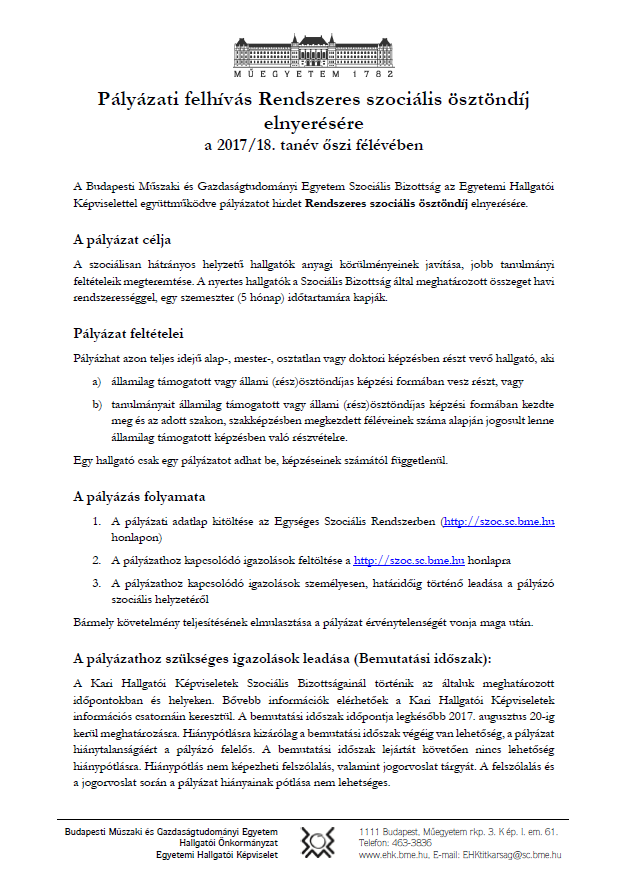 MŰEGYETEM 1782
Pályázati felhívás Rendszeres szociális ösztöndíj
elnyerésére
a 2017/18. tanév őszi félévében
A Budapesti Műszaki és Gazdaságtudományi Egyetem Szociális Bizottság az Egyetemi Hallgatói
Képviselettel együttműködve pályázatot hirdet Rendszeres szociális ösztöndíj elnyerésére.
A pályázat célja
A szociálisan hátrányos helyzetű hallgatók anyagi körülményeinek javítása, jobb tanulmányi
feltételeik megteremtése. A nyertes hallgatók a Szociális Bizottság által meghatározott összeget havi
rendszerességgel, egy szemeszter (5 hónap) időtartamára kapják.
Pályázat feltételei
Pályázhat azon teljes idejű alap-, mester-, osztatlan vagy doktori képzésben részt vevő hallgató, aki
a) államilag támogatott vagy állami (rész)ösztöndíjas képzési formában vesz részt, vagy
b) tanulmányait államilag támogatott vagy állami (rész)ösztöndíjas képzési formában kezdte
meg és az adott szakon, szakképzésben megkezdett féléveinek száma alapján jogosult lenne
államilag támogatott képzésben való részvételre.
Egy hallgató csak egy pályázatot adhat be, képzéseinek számától függetlenül.
A pályázás folyamata
1. A pályázati adatlap kitöltése az Egységes Szociális Rendszerben (http://szoc.sc.bme.hu
honlapon)
2. A pályázathoz kapcsolódó igazolások feltöltése a http://szoc.sc.bme.hu honlapra
3. A pályázathoz kapcsolódó igazolások személyesen, határidőig történő leadása a pályázó
szociális helyzetéről
Bármely követelmény teljesítésének elmulasztása a pályázat érvénytelenségét vonja maga után.
A pályázathoz szükséges igazolások leadása (Bemutatási időszak):
A Kari Hallgatói Képviseletek Szociális Bizottságainál történik az általuk meghatározott
időpontokban és helyeken. Bővebb információk elérhetőek a Kari Hallgatói Képviseletek
információs csatornáin keresztül. A bemutatási időszak időpontja legkésőbb 2017. augusztus 20-ig
kerül meghatározásra. Hiánypótlásra kizárólag a bemutatási időszak végéig van lehetőség, a pályázat
hiánytalanságáért a pályázó felelős. A bemutatási időszak lejártát követően nincs lehetőség
hiánypótlásra. Hiánypótlás nem képezheti felszólalás, valamint jogorvoslat tárgyát. A felszólalás és
a jogorvoslat során a pályázat hiányainak pótlása nem lehetséges.
Budapesti Műszaki és Gazdaságtudományi Egyetem
Hallgatói Önkormányzat
Egyetemi Hallgatói Képviselet
1111 Budapest, Műegyetem rkp. 3. K ép. I. em. 61.
Telefon: 463-3836
www.ehk.bme.hu, E-mail: EHKtitkarsag@sc.bme.hu